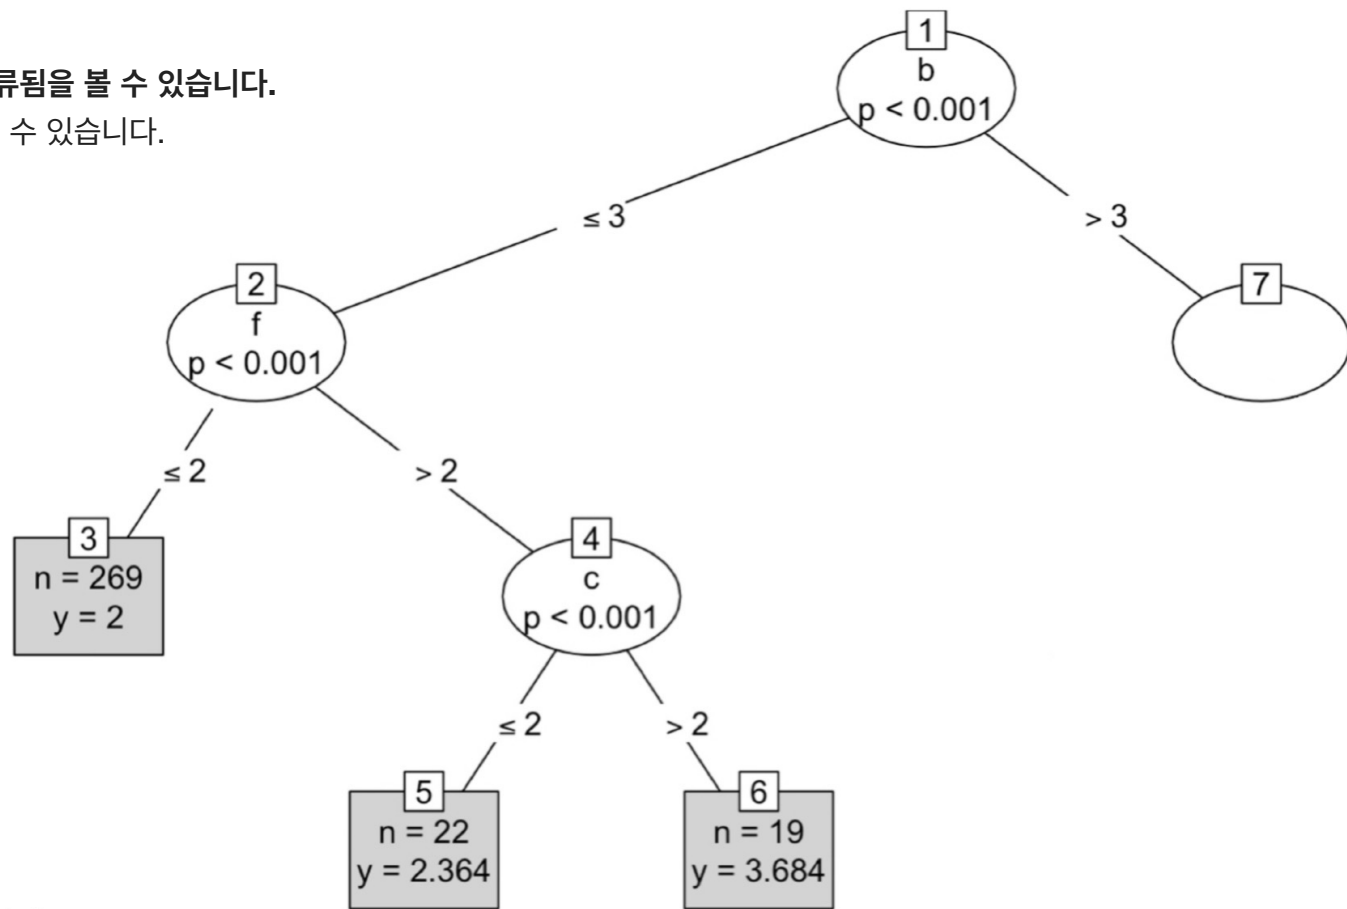 류됨을 볼 수 있습니다.
수 있습니다.
1
b
p < 0.001
≤ 3
> 3
2
f
p < 0.001
7
≤ 2
> 2
3
n = 269
y = 2
4
c
p < 0.001
≤ 2
> 2
5
n = 22
y = 2.364
6
n = 19
y = 3.684